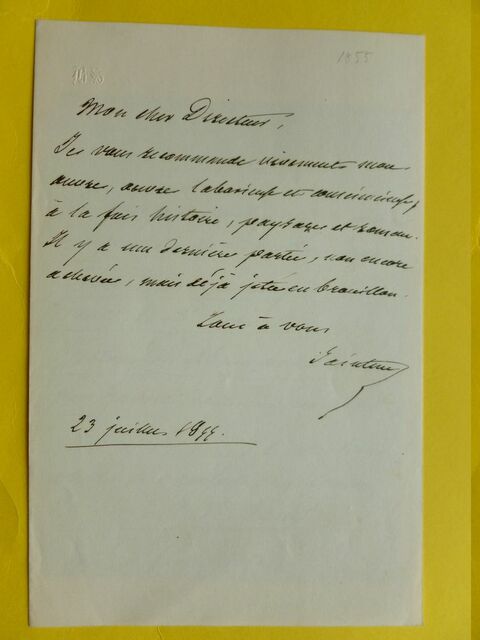 1855
Mon cher Directeur,
Je vous recommande vivement mon
œuvre, œuvre laborieuse et consciencieuse,
à la fois histoire, paysage et roman.
Il y a une dernière partie, non encore
achevée, mais déjà jetée en brouillon.
Tout à vous
23 juillet 1855.